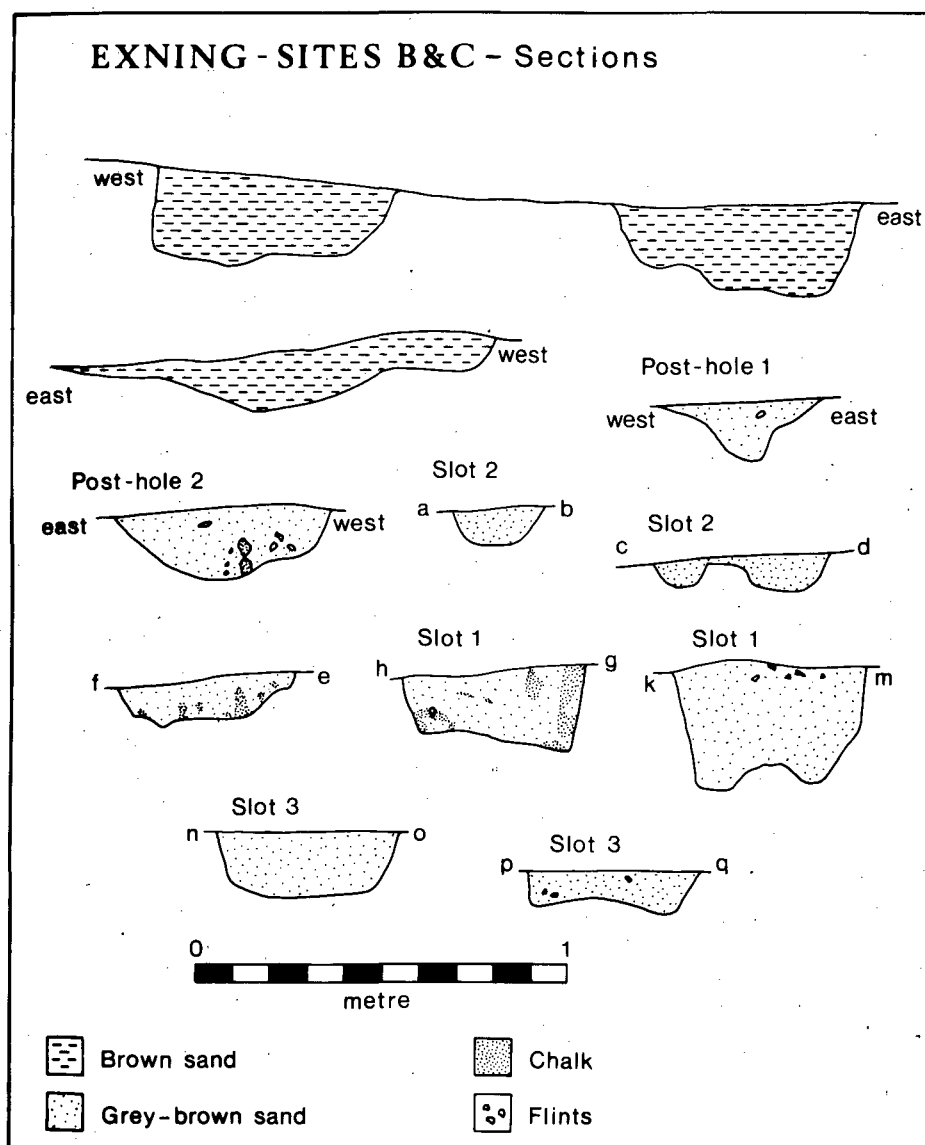 EXNING - SITES B&C - Sections
west
east
east
west
Post-hole 1
west
east
Post-hole 2
east
west
Slot 2
a
b
Slot 2
c
d
f
e
Slot 1
h
g
Slot 1
k
m
Slot 3
n
o
Slot 3
p
q
0
1
metre
Brown sand
Chalk
Grey-brown sand
Flints